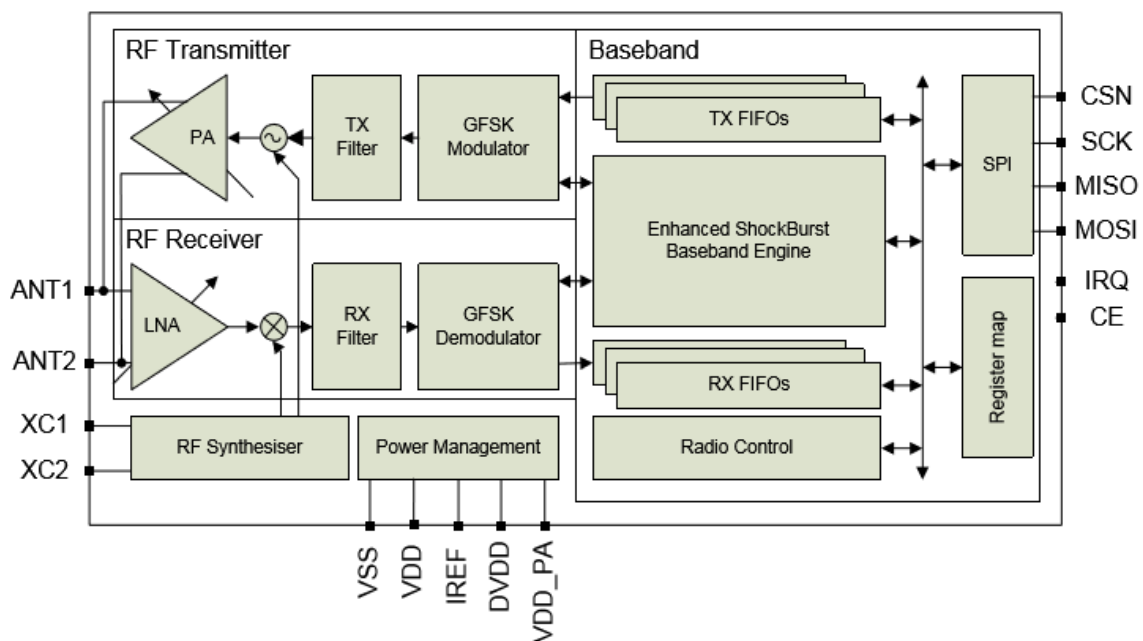 RF Transmitter
PA
TX
Filter
GFSK
Modulator
Baseband
TX FIFOs
Enhanced ShockBurst
Baseband Engine
SPI
CSN
SCK
MISO
MOSI
IRQ
CE
RF Receiver
ANT1
ANT2
LNA
RX
Filter
GFSK
Demodulator
RX FIFOs
Register map
XC1
XC2
RF Synthesiser
Power Management
Radio Control
VSS
VDD
IREF
DVDD
VDD_PA